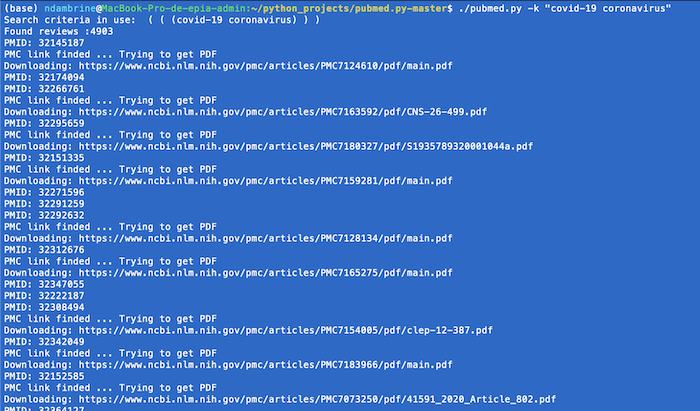 (base) ndambrine@MacBook-Pro-de-epia-admin:~/python_projects/pubmed.py-master$ ./pubmed.py -k "covid-19 coronavirus"
Search criteria in use:  ( ( (covid-19 coronavirus) ) )
Found reviews :4903
PMID: 32145187
PMC link finded ... Trying to get PDF
Downloading: https://www.ncbi.nlm.nih.gov/pmc/articles/PMC7124610/pdf/main.pdf
PMID: 32174094
PMID: 32266761
PMC link finded ... Trying to get PDF
Downloading: https://www.ncbi.nlm.nih.gov/pmc/articles/PMC7163592/pdf/CNS-26-499.pdf
PMID: 32295659
PMC link finded ... Trying to get PDF
Downloading: https://www.ncbi.nlm.nih.gov/pmc/articles/PMC7180327/pdf/S1935789320001044a.pdf
PMID: 32151335
PMC link finded ... Trying to get PDF
Downloading: https://www.ncbi.nlm.nih.gov/pmc/articles/PMC7159281/pdf/main.pdf
PMID: 32271596
PMID: 32291259
PMID: 32292632
PMC link finded ... Trying to get PDF
Downloading: https://www.ncbi.nlm.nih.gov/pmc/articles/PMC7128134/pdf/main.pdf
PMID: 32312676
PMC link finded ... Trying to get PDF
Downloading: https://www.ncbi.nlm.nih.gov/pmc/articles/PMC7165275/pdf/main.pdf
PMID: 32347055
PMID: 32222187
PMID: 32308494
PMC link finded ... Trying to get PDF
Downloading: https://www.ncbi.nlm.nih.gov/pmc/articles/PMC7154005/pdf/clep-12-387.pdf
PMID: 32342049
PMC link finded ... Trying to get PDF
Downloading: https://www.ncbi.nlm.nih.gov/pmc/articles/PMC7183966/pdf/main.pdf
PMID: 32152585
PMC link finded ... Trying to get PDF
Downloading: https://www.ncbi.nlm.nih.gov/pmc/articles/PMC7073250/pdf/41591_2020_Article_802.pdf
PMID: 32364127